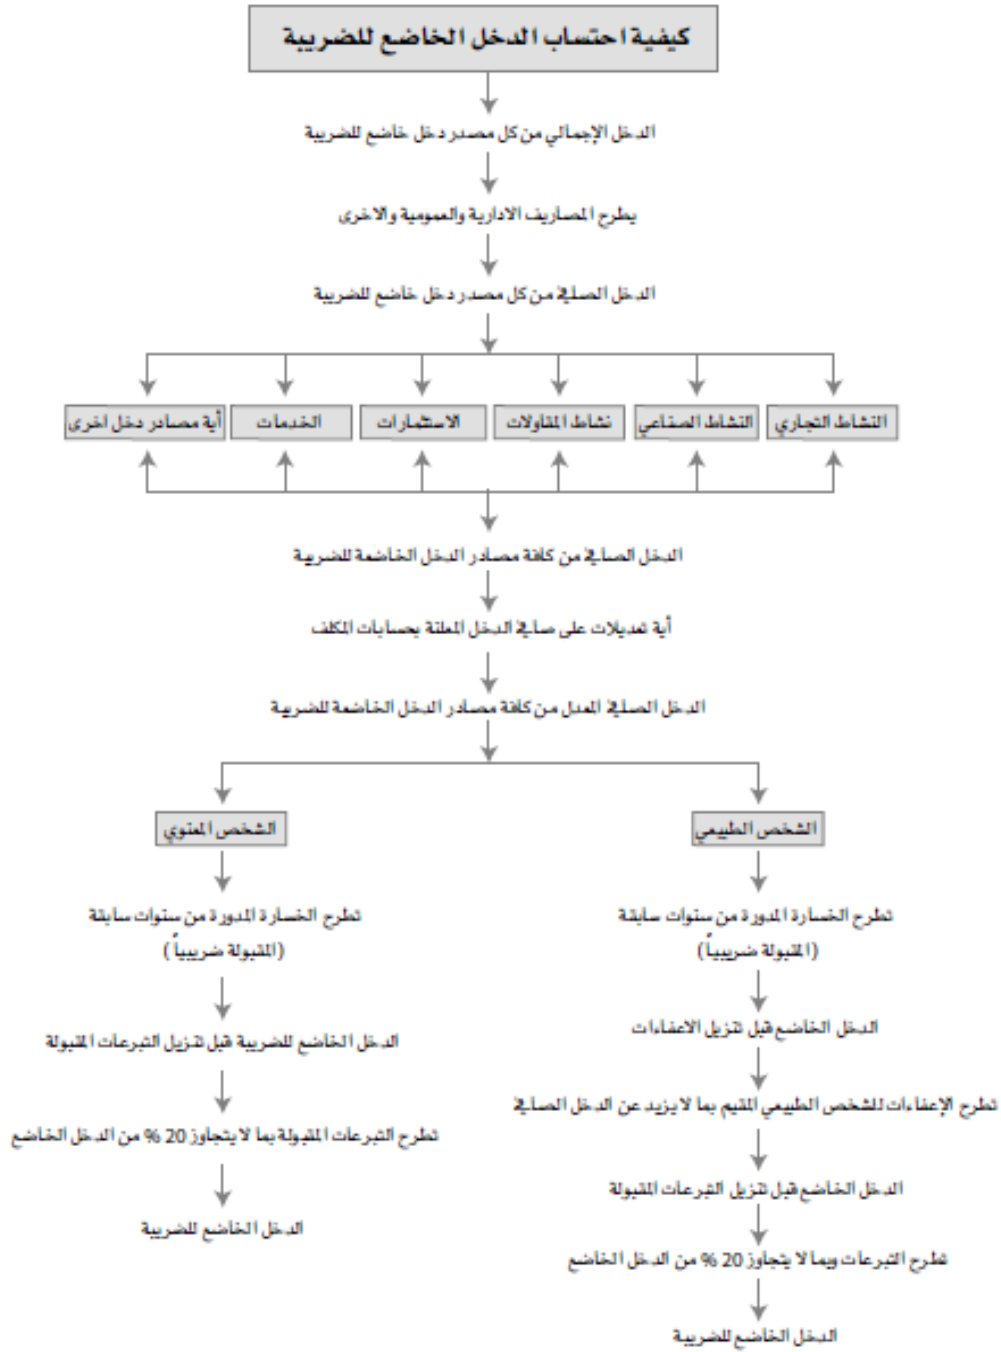 كيفية احتساب الدخل الخاضع للضريبة
الدخل الإجمالي من كل مصدر دخل خاضع للضريبة
يطرح المصاريف الادارية والعمومية والاخرى
الدخل الصافي من كل مصدر دخل خاضع للضريبة
النشاط التجاري
النشاط الصناعي
نشاط المقاولات
الاستثمارات
الخدمات
أية مصادر دخل اخرى
الدخل الصافي من كافة مصادر الدخل الخاضعة للضريبة
أية تعديلات على صافي الدخل المعلنة بحسابات المكلف
الدخل الصافي المعدل من كافة مصادر الدخل الخاضعة للضريبة
الشخص الطبيعي
تطرح الخسارة المدورة من سنوات سابقة
(المقبولة ضريبياً)
الدخل الخاضع قبل تنزيل الاعفاءات
تطرح الإعفاءات للشخص الطبيعي المقيم بما لا يزيد عن الدخل الصافي
الدخل الخاضع قبل تنزيل التبرعات المقبولة
تطرح التبرعات وبما لا يتجاوز 20 % من الدخل الخاضع
الدخل الخاضع للضريبة
الشخص المعنوي
تطرح الخسارة المدورة من سنوات سابقة
(المقبولة ضريبياً)
الدخل الخاضع للضريبة قبل تنزيل التبرعات المقبولة
تطرح التبرعات المقبولة بما لا يتجاوز 20 % من الدخل الخاضع
الدخل الخاضع للضريبة